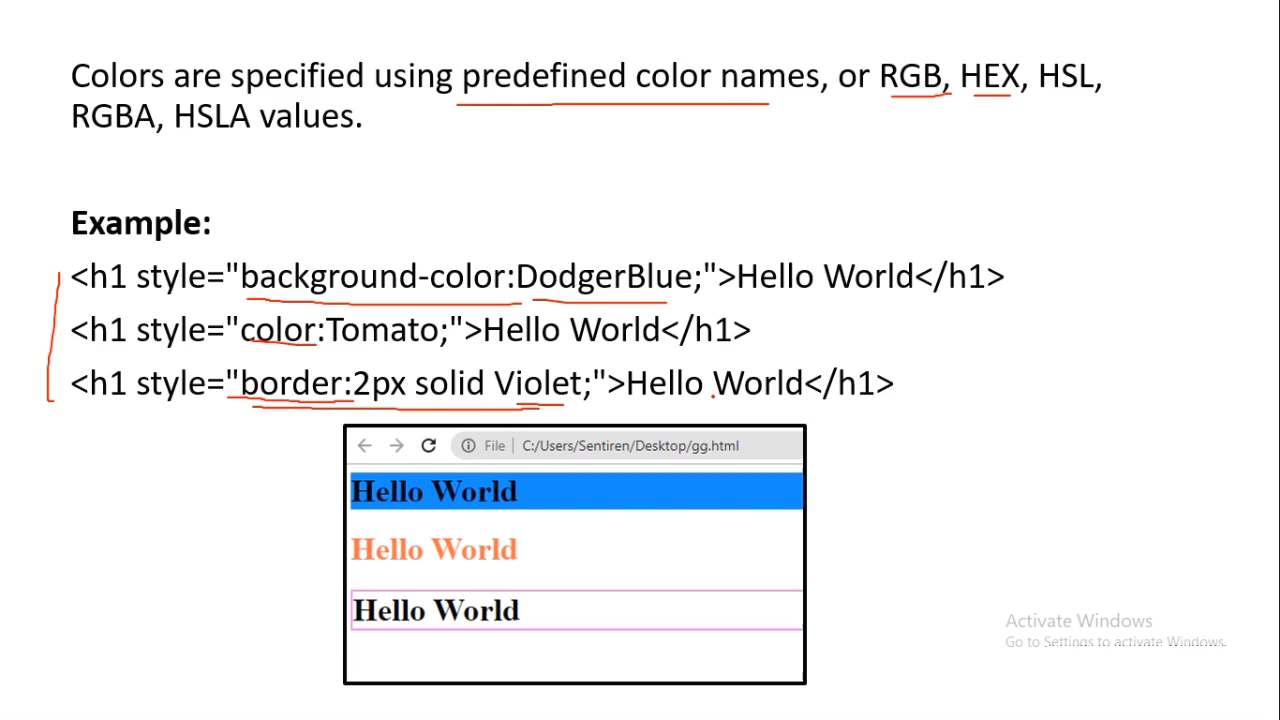 Colors are specified using predefined color names, or RGB, HEX, HSL,
RGBA, HSLA values.
Example:
<h1 style="background-color:DodgerBlue;">Hello World</h1>
<h1 style="color:Tomato;">Hello World</h1>
<h1 style="border:2px solid Violet;">Hello World</h1>
File | C:/Users/Sentiren/Desktop/gg.html
Hello World
Hello World
Hello World
Activate Windows
Go to Settings to activate Windows.